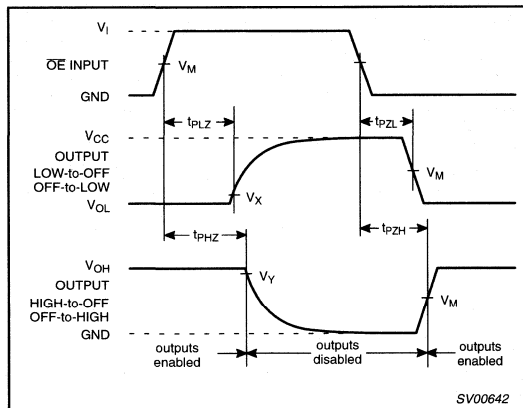 V_I
OE INPUT
V_M
GND
t_PLZ
t_PZL
V_CC
OUTPUT
LOW-to-OFF
OFF-to-LOW
V_M
V_OL
V_X
t_PHZ
t_PZH
V_OH
V_Y
OUTPUT
HIGH-to-OFF
OFF-to-HIGH
V_M
GND
outputs
enabled
outputs
disabled
outputs
enabled
SV00642